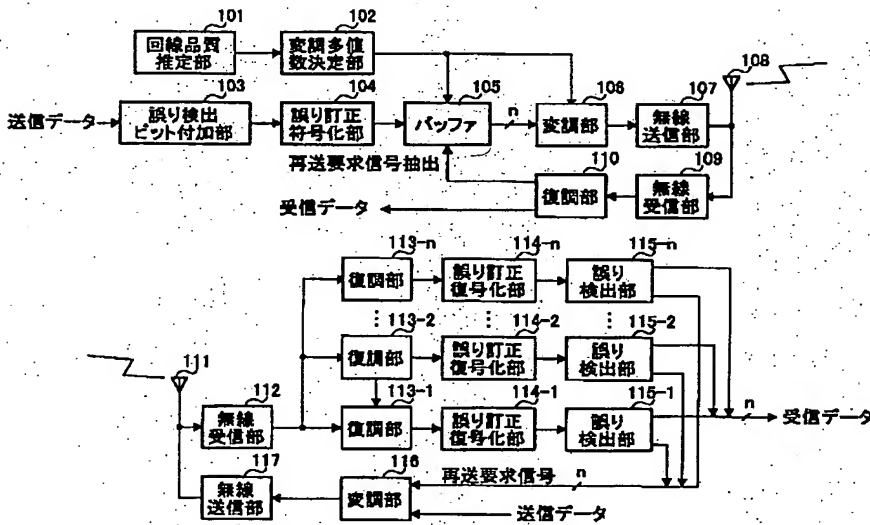 101
回線品質
推定部
102
変調多値
数決定部
103
送信データ
誤り検出
ビット付加部
104
誤り訂正
符号化部
105
バッファ
n
106
変調部
107
無線
送信部
108
再送要求信号抽出
110
復調部
109
無線
受信部
受信データ
113-n
復調部
114-n
誤り訂正
復号化部
115-n
誤り
検出部
113-2
復調部
114-2
誤り訂正
復号化部
115-2
誤り
検出部
111
112
無線
受信部
113-1
復調部
114-1
誤り訂正
復号化部
115-1
誤り
検出部
n
受信データ
117
無線
送信部
116
変調部
再送要求信号
n
送信データ